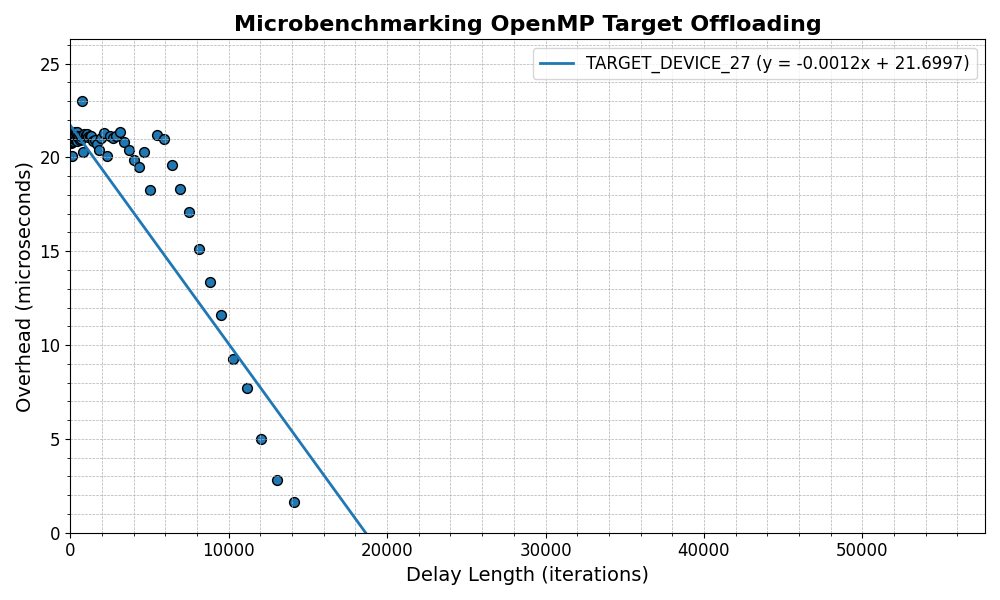 Microbenchmarking OpenMP Target Offloading
TARGET_DEVICE_27 (y = -0.0012x + 21.6997)
Overhead (microseconds)
25
20
15
10
5
0
0 10000 20000 30000 40000 50000
Delay Length (iterations)